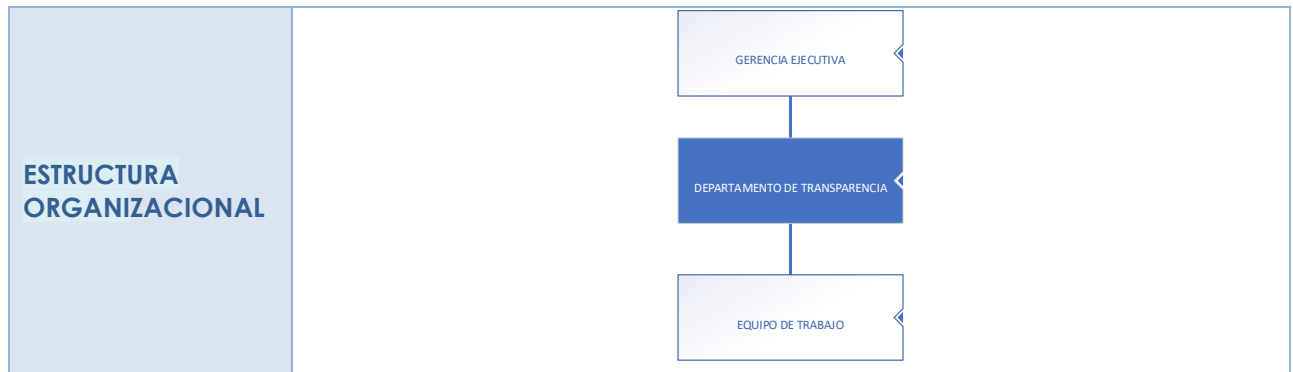 ESTRUCTURA
ORGANIZACIONAL
GERENCIA EJECUTIVA
DEPARTAMENTO DE TRANSPARENCIA
EQUIPO DE TRABAJO